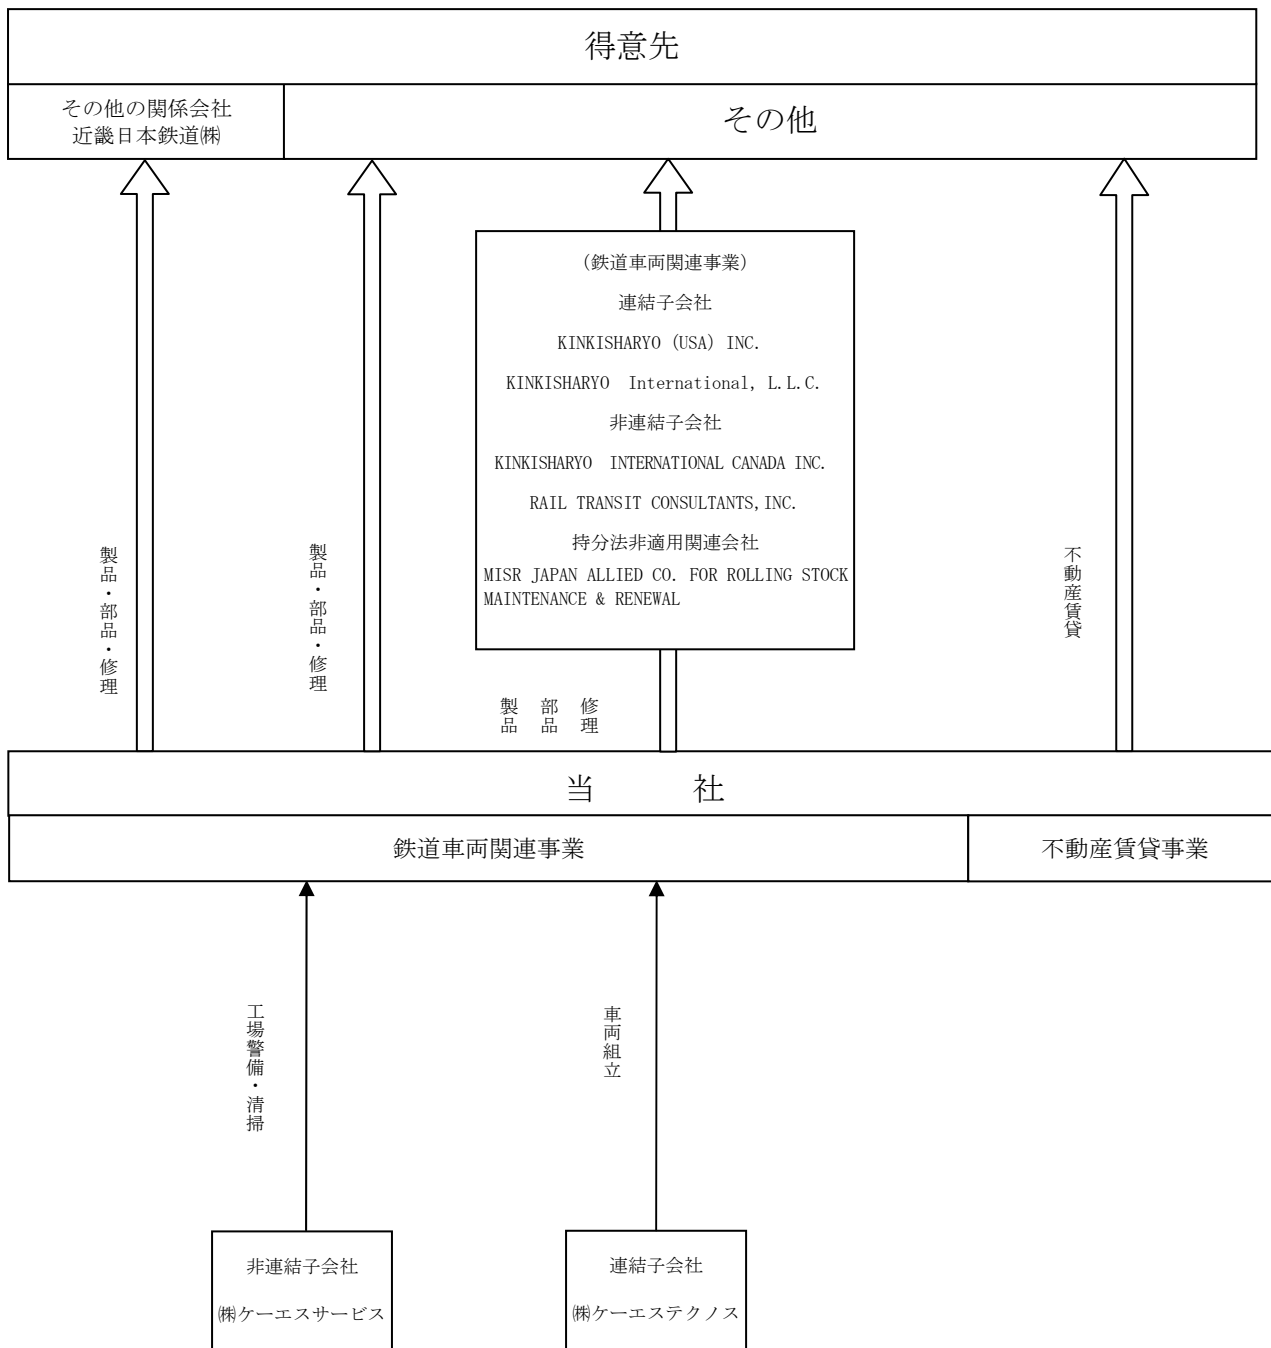 得意先
その他の関係会社
近畿日本鉄道㈱
その他
(鉄道車両関連事業)
連結子会社
KINKISHARYO (USA) INC.
KINKISHARYO International, L.L.C.
非連結子会社
KINKISHARYO INTERNATIONAL CANADA INC.
RAIL TRANSIT CONSULTANTS,INC.
持分法非適用関連会社
MISR JAPAN ALLIED CO. FOR ROLLING STOCK
MAINTENANCE & RENEWAL
製品・部品・修理
製品・部品・修理
製品 部品 修理
不動産賃貸
当 社
鉄道車両関連事業
不動産賃貸事業
工場警備・清掃
車両組立
非連結子会社
㈱ケーエスサービス
連結子会社
㈱ケーエステクノス